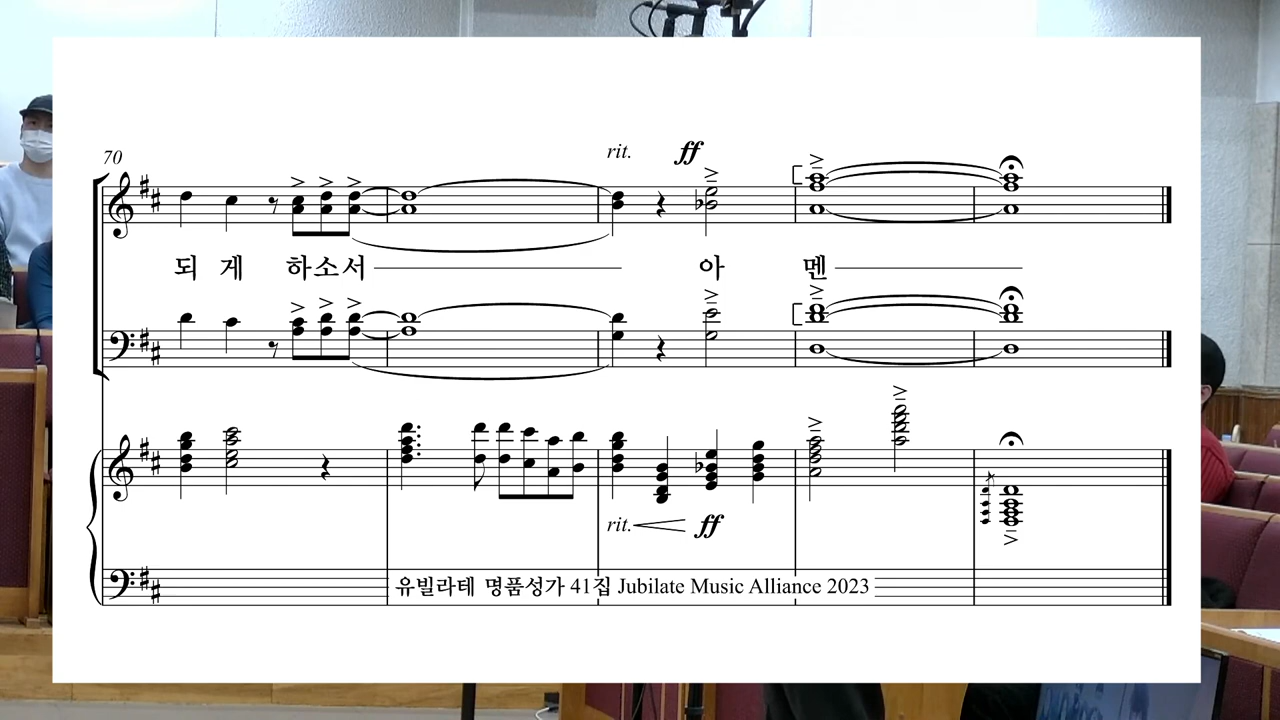 70
rit. ff
되 게 하소서 아 멘
rit. ff
유빌라테 명품성가 41집 Jubilate Music Alliance 2023